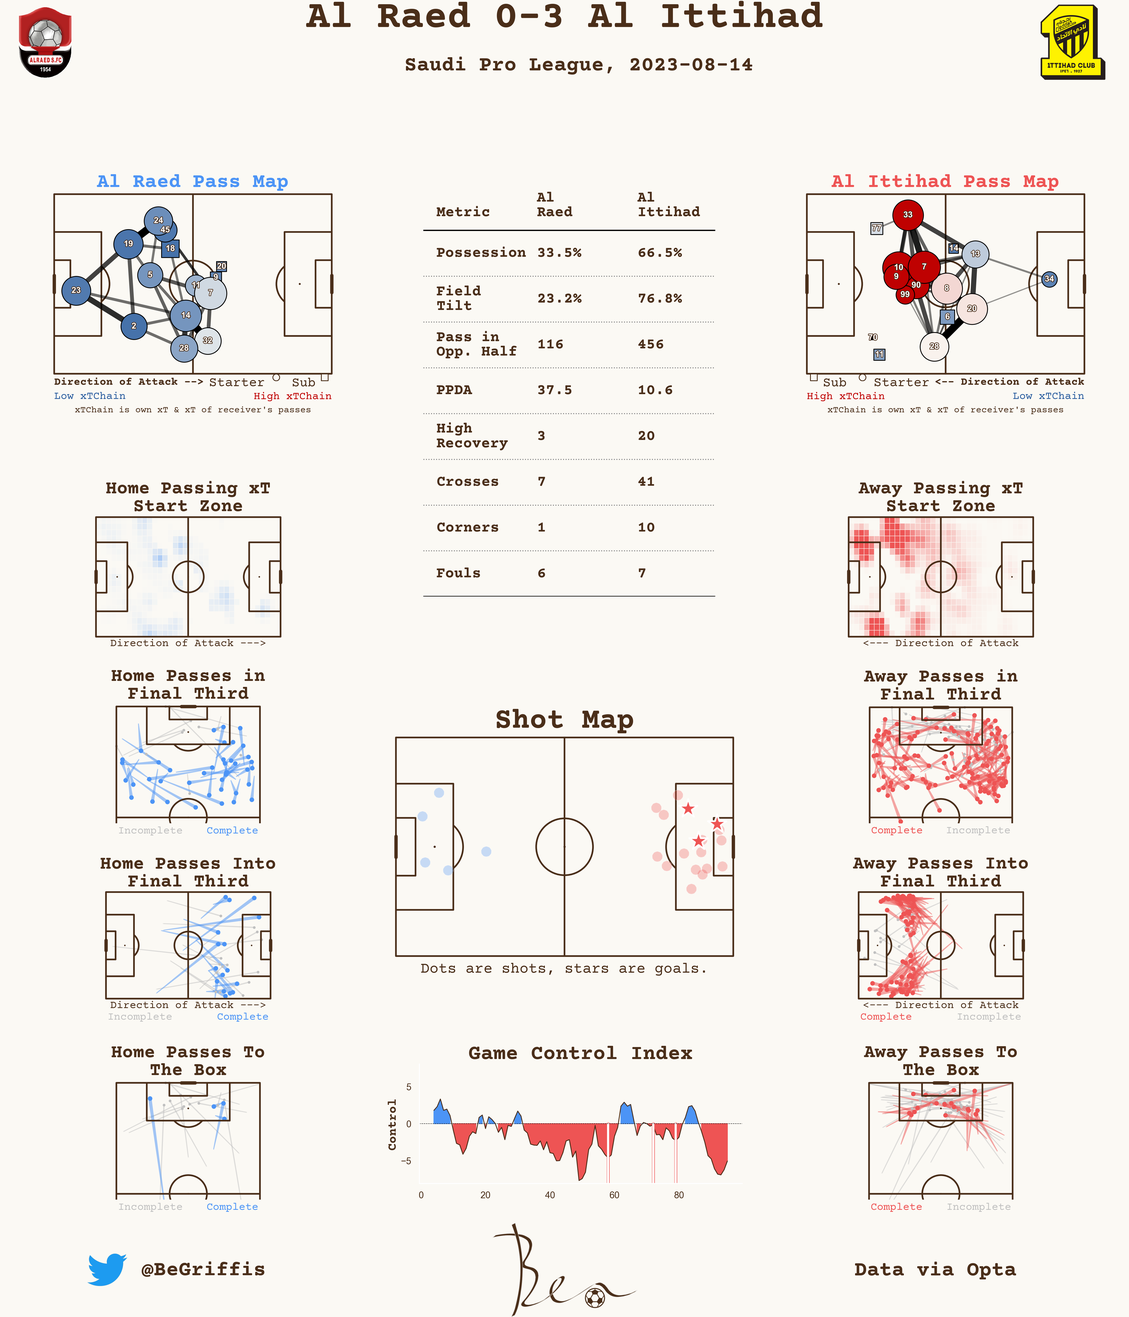 Al Raed 0-3 Al Ittihad
Saudi Pro League, 2023-08-14
ALRAED S.FC
1954
ITTIHAD CLUB
Al Raed Pass Map
24
45
19
18
5
20
11
7
23
14
2
32
28
Direction of Attack --> Starter Sub
Low xTChain High xTChain
xTChain is own xT & xT of receiver's passes
Metric Al Raed Al Ittihad
Possession 33.5% 66.5%
Field Tilt 23.2% 76.8%
Pass in Opp. Half 116 456
PPDA 37.5 10.6
High Recovery 3 20
Crosses 7 41
Corners 1 10
Fouls 6 7
Al Ittihad Pass Map
33
77
14
13
10
7
9
90
99
8
34
20
6
28
70
11
Sub Starter <-- Direction of Attack
High xTChain Low xTChain
xTChain is own xT & xT of receiver's passes
Home Passing xT
Start Zone
Direction of Attack --->
Away Passing xT
Start Zone
<--- Direction of Attack
Home Passes in
Final Third
Incomplete Complete
Away Passes in
Final Third
Complete Incomplete
Shot Map
Dots are shots, stars are goals.
Home Passes Into
Final Third
Direction of Attack --->
Incomplete Complete
Away Passes Into
Final Third
<--- Direction of Attack
Complete Incomplete
Home Passes To
The Box
Incomplete Complete
Game Control Index
Control
5
0
−5
0 20 40 60 80
Away Passes To
The Box
Complete Incomplete
@BeGriffis
Ben
Data via Opta